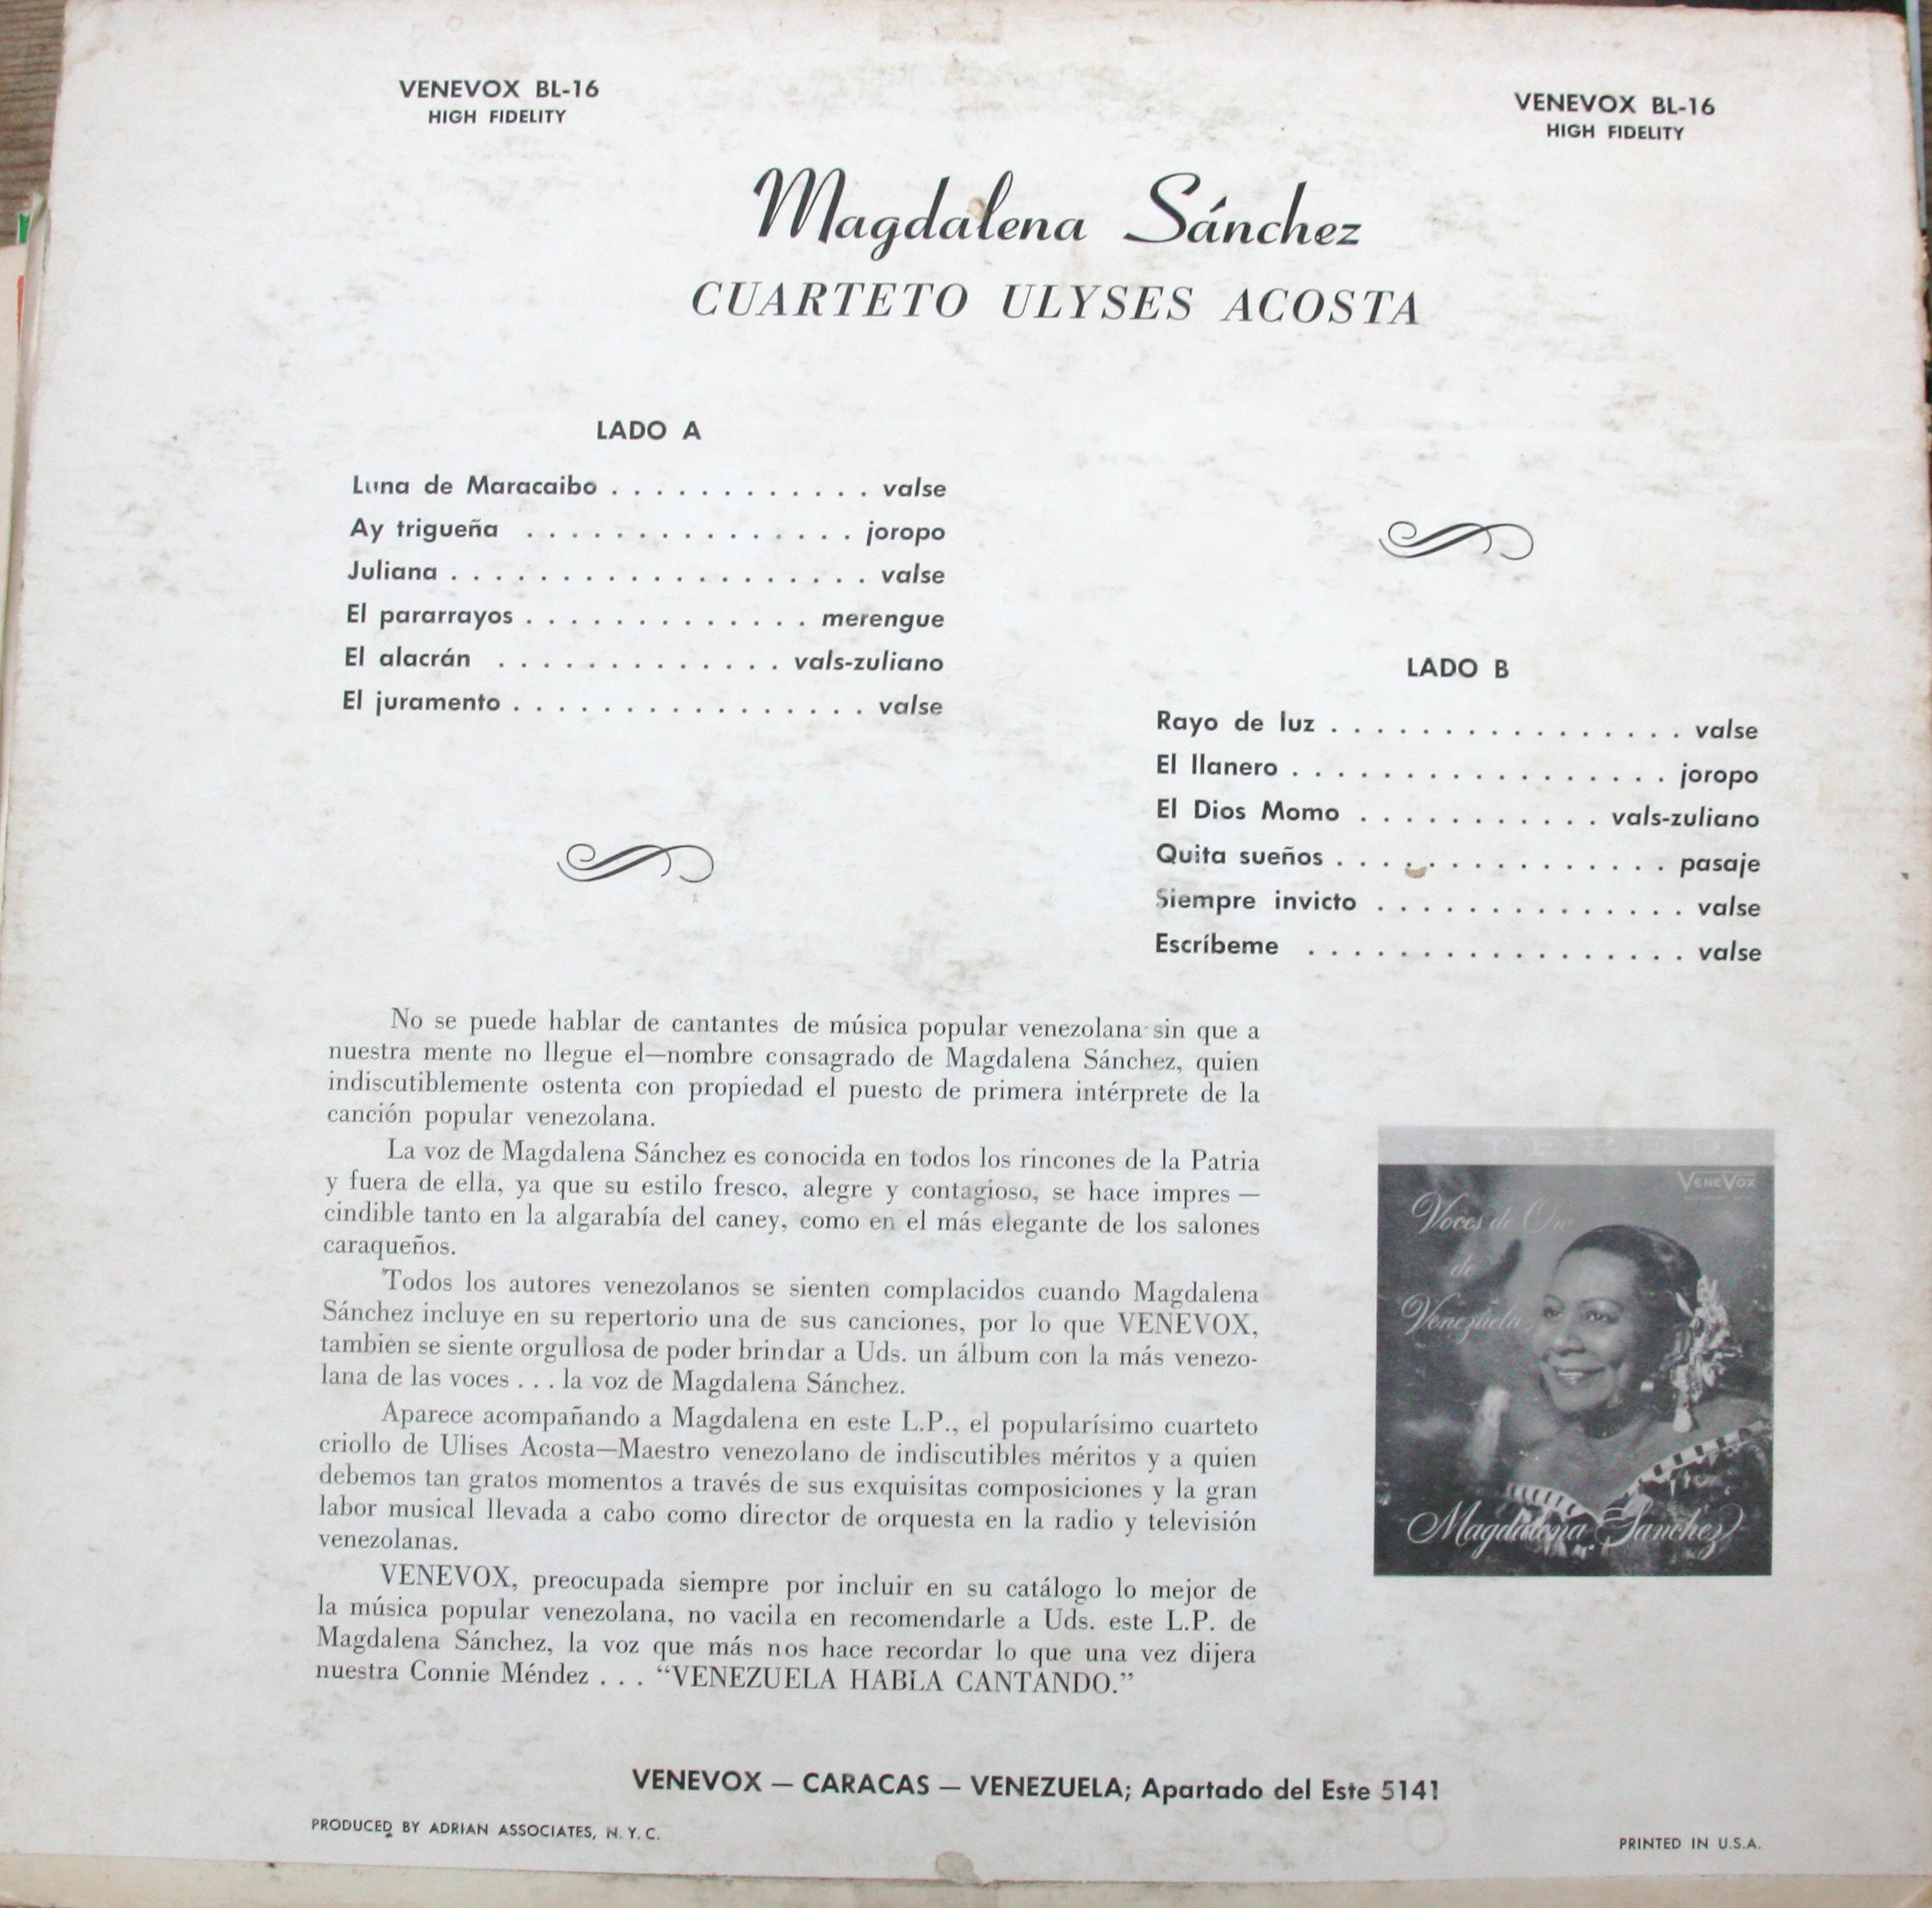 VENEVOX BL-16
HIGH FIDELITY
VENEVOX BL-16
HIGH FIDELITY
Magdalena Sánchez
CUARTETO ULYSES ACOSTA
LADO A
Luna de Maracaibo . . . . . . . . . . . . valse
Ay trigueña . . . . . . . . . . . . . . . joropo
Juliana . . . . . . . . . . . . . . . . . . . valse
El pararrayos . . . . . . . . . . . . . merengue
El alacrán . . . . . . . . . . . . . vals-zuliano
El juramento . . . . . . . . . . . . . . . . valse
LADO B
Rayo de luz . . . . . . . . . . . . . . . . valse
El llanero . . . . . . . . . . . . . . . . . joropo
El Dios Momo . . . . . . . . . . . vals-zuliano
Quita sueños . . . . . . . . . . . . . . . pasaje
Siempre invicto . . . . . . . . . . . . . . valse
Escríbeme . . . . . . . . . . . . . . . . . valse
No se puede hablar de cantantes de música popular venezolana sin que a
nuestra mente no llegue el—nombre consagrado de Magdalena Sánchez, quien
indiscutiblemente ostenta con propiedad el puesto de primera intérprete de la
canción popular venezolana.
La voz de Magdalena Sánchez es conocida en todos los rincones de la Patria
y fuera de ella, ya que su estilo fresco, alegre y contagioso, se hace impres —
cindible tanto en la algarabía del caney, como en el más elegante de los salones
caraqueños.
Todos los autores venezolanos se sienten complacidos cuando Magdalena
Sánchez incluye en su repertorio una de sus canciones, por lo que VENEVOX,
tambien se siente orgullosa de poder brindar a Uds. un álbum con la más venezo-
lana de las voces . . . la voz de Magdalena Sánchez.
Aparece acompañando a Magdalena en este L.P., el popularísimo cuarteto
criollo de Ulises Acosta—Maestro venezolano de indiscutibles méritos y a quien
debemos tan gratos momentos a través de sus exquisitas composiciones y la gran
labor musical llevada a cabo como director de orquesta en la radio y televisión
venezolanas.
VENEVOX, preocupada siempre por incluir en su catálogo lo mejor de
la música popular venezolana, no vacila en recomendarle a Uds. este L.P. de
Magdalena Sánchez, la voz que más nos hace recordar lo que una vez dijera
nuestra Connie Méndez . . . “VENEZUELA HABLA CANTANDO.”
STEREO
VENEVOX
Voces de Oro
de
Venezuela
Magdalena Sanchez
VENEVOX — CARACAS — VENEZUELA; Apartado del Este 5141
PRODUCED BY ADRIAN ASSOCIATES, N.Y.C.
PRINTED IN U.S.A.